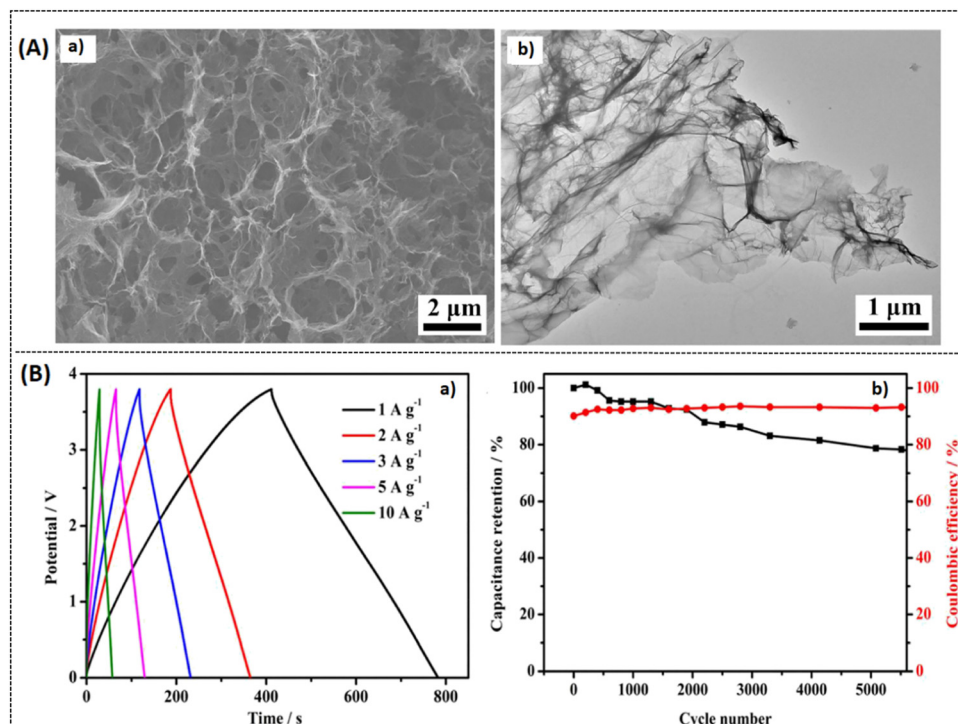 (A)
a)
2 µm
b)
1 µm
(B)
a)
4
3
2
1
0
0
200
400
600
800
Potential / V
Time / s
1 A g⁻¹
2 A g⁻¹
3 A g⁻¹
5 A g⁻¹
10 A g⁻¹
b)
100
80
60
40
20
0
0
1000
2000
3000
4000
5000
100
80
60
40
20
0
Capacitance retention / %
Coulombic efficiency / %
Cycle number